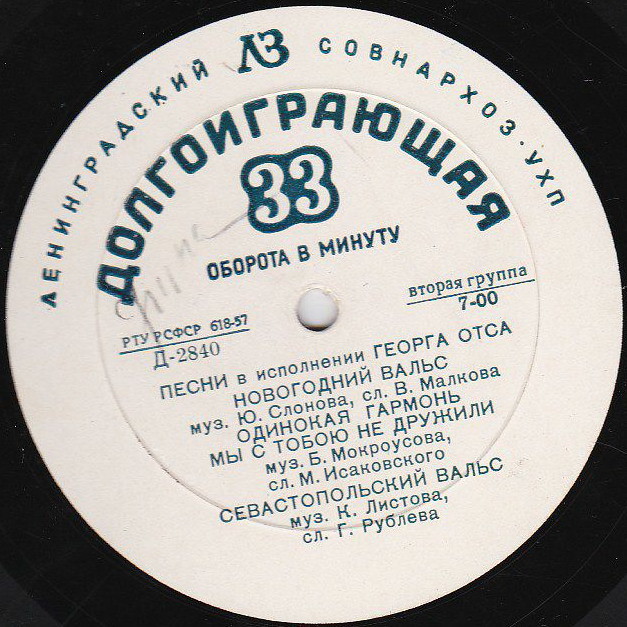 ЛЕНИНГРАДСКИЙ ЛЗ СОВНАРХОЗ. УХП
ДОЛГОИГРАЮЩАЯ
33
ОБОРОТА В МИНУТУ
РТУ РСФСР 618-57
Д-2840
вторая группа
7-00
ПЕСНИ в исполнении ГЕОРГА ОТСА
НОВОГОДНИЙ ВАЛЬС
муз. Ю. Слонова, сл. В. Малкова
ОДИНОКАЯ ГАРМОНЬ
МЫ С ТОБОЮ НЕ ДРУЖИЛИ
муз. Б. Мокроусова,
сл. М. Исаковского
СЕВАСТОПОЛЬСКИЙ ВАЛЬС
муз. К. Листова,
сл. Г. Рублева